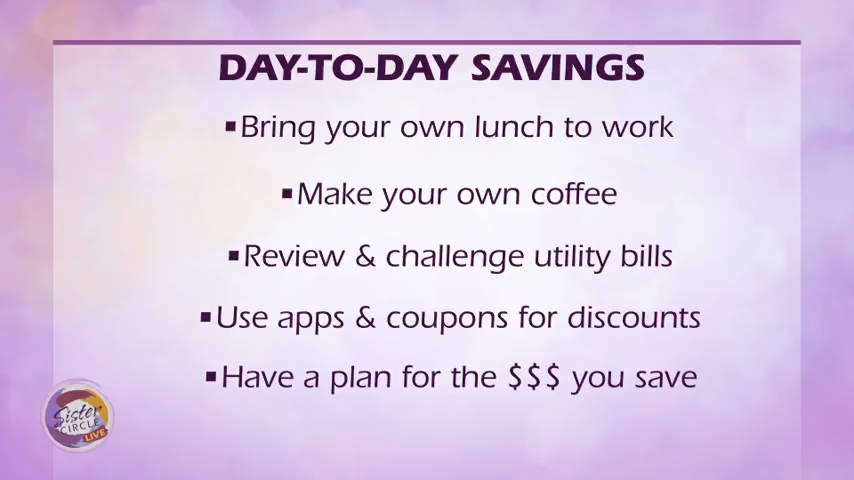 DAY-TO-DAY SAVINGS
▪Bring your own lunch to work
▪Make your own coffee
▪Review & challenge utility bills
▪Use apps & coupons for discounts
▪Have a plan for the $$$ you save
Sister
CIRCLE
LIVE